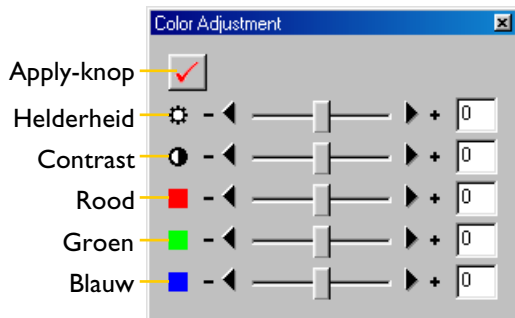 Color Adjustment
Apply-knop
Helderheid - + 0
Contrast - + 0
Rood - + 0
Groen - + 0
Blauw - + 0